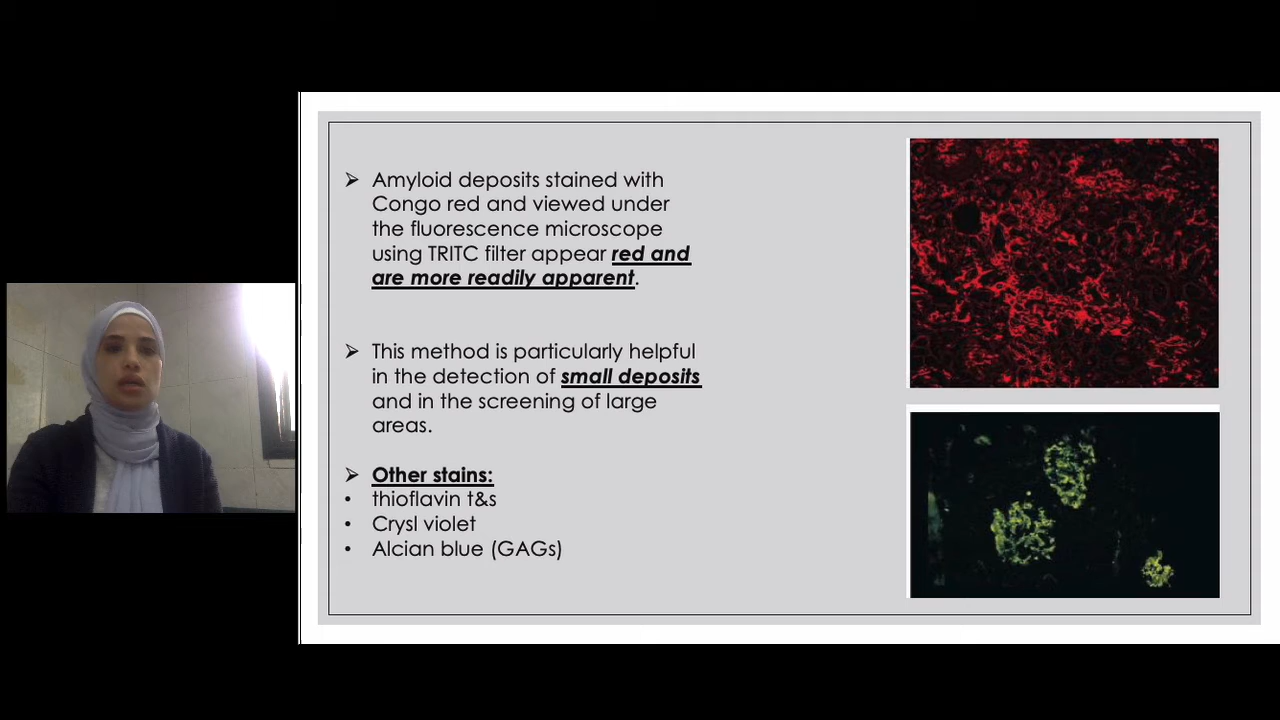 Amyloid deposits stained with
Congo red and viewed under
the fluorescence microscope
using TRITC filter appear red and
are more readily apparent.
This method is particularly helpful
in the detection of small deposits
and in the screening of large
areas.
Other stains:
thioflavin t&s
Crysl violet
Alcian blue (GAGs)